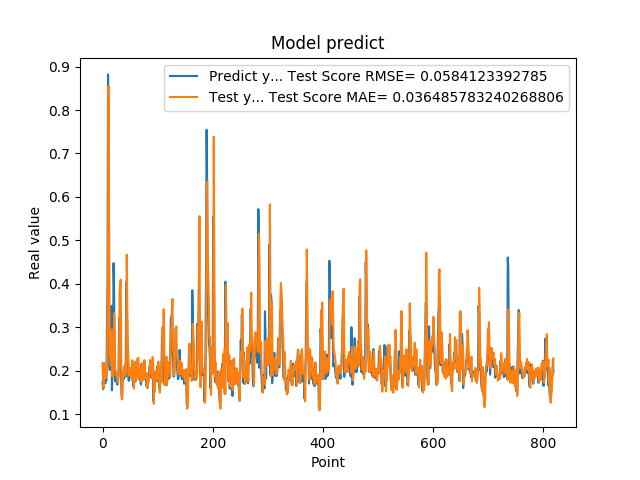 Model predict
Predict y... Test Score RMSE= 0.0584123392785
Test y... Test Score MAE= 0.036485783240268806
Real value
0.9
0.8
0.7
0.6
0.5
0.4
0.3
0.2
0.1
0 200 400 600 800
Point